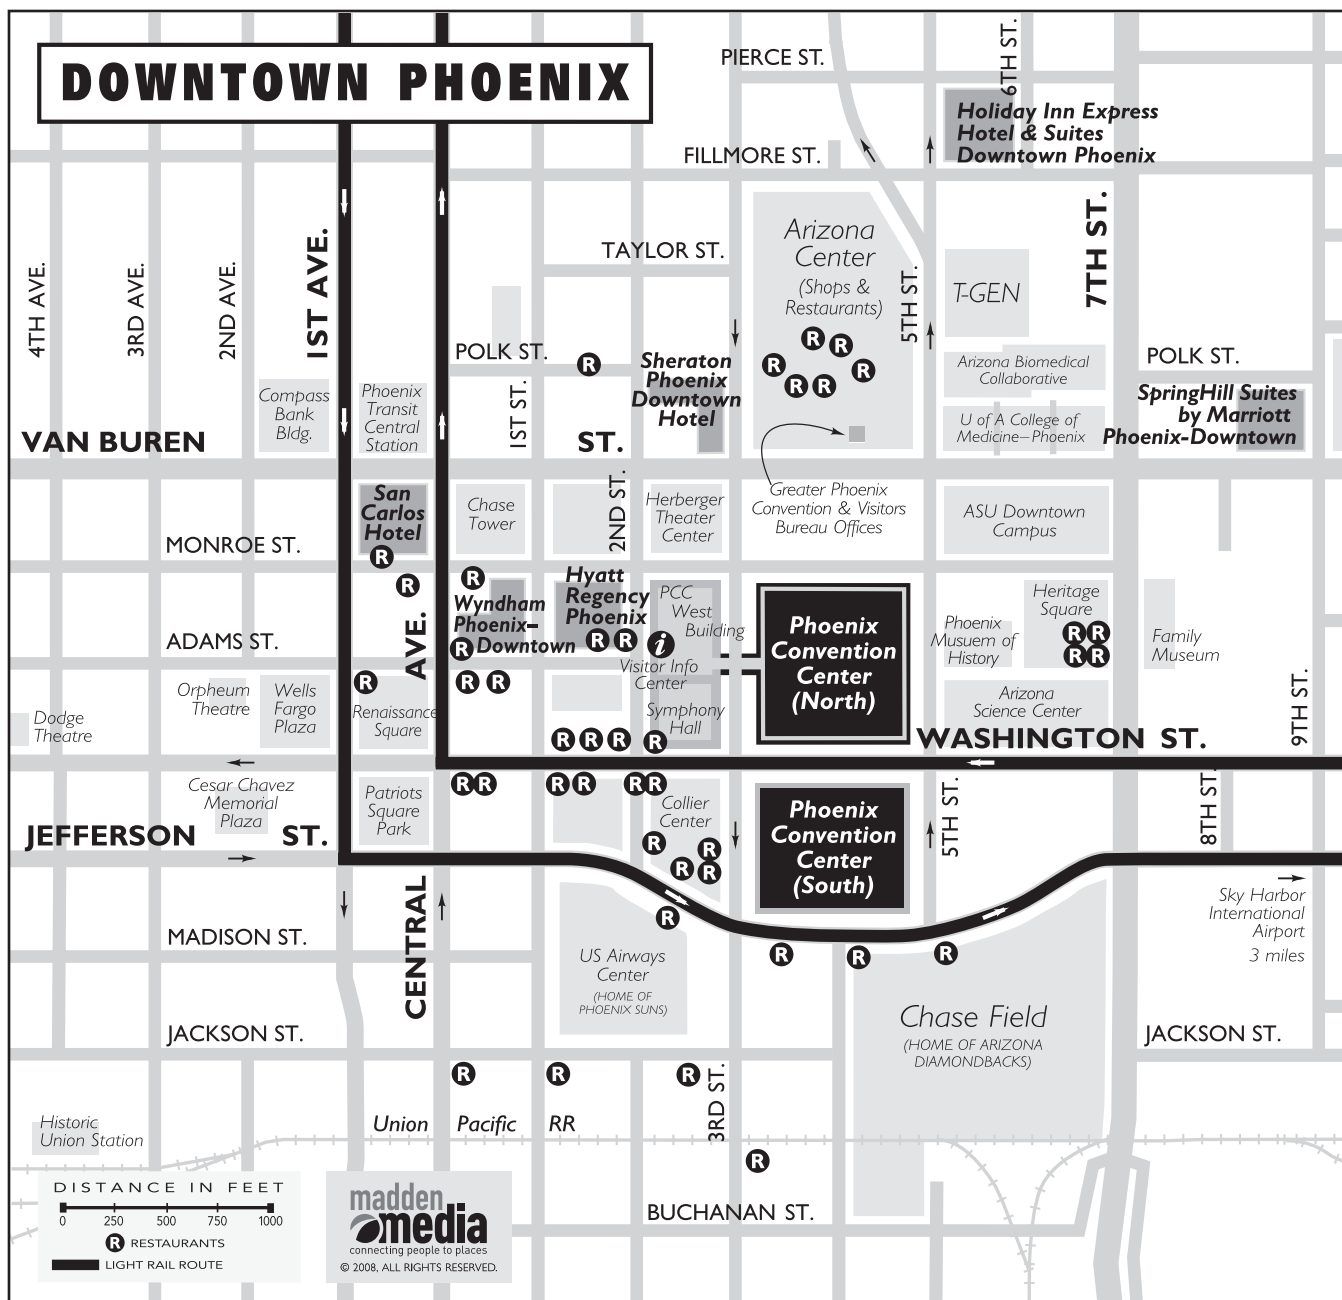 DOWNTOWN PHOENIX
PIERCE ST.
6TH ST.
Holiday Inn Express
Hotel & Suites
Downtown Phoenix
FILLMORE ST.
7TH ST.
Arizona
Center
(Shops &
Restaurants)
TAYLOR ST.
4TH AVE.
3RD AVE.
2ND AVE.
1ST AVE.
5TH ST.
T-GEN
POLK ST.
R
Sheraton
Phoenix
Downtown
Hotel
R
R
R
R
R
R
Arizona Biomedical
Collaborative
POLK ST.
Compass
Bank
Bldg.
Phoenix
Transit
Central
Station
1ST ST.
U of A College of
Medicine–Phoenix
SpringHill Suites
by Marriott
Phoenix-Downtown
VAN BUREN
ST.
San
Carlos
Hotel
Chase
Tower
2ND ST.
Herberger
Theater
Center
Greater Phoenix
Convention & Visitors
Bureau Offices
ASU Downtown
Campus
MONROE ST.
R
R
R
Wyndham
Phoenix–
Downtown
R
Hyatt
Regency
Phoenix
R R
PCC
West
Building
i
Visitor Info
Center
Symphony
Hall
Phoenix
Convention
Center
(North)
Phoenix
Musuem of
History
Heritage
Square
R R
R R
Family
Museum
ADAMS ST.
AVE.
Orpheum
Theatre
Wells
Fargo
Plaza
R
Renaissance
Square
R R
Arizona
Science Center
9TH ST.
Dodge
Theatre
R R R R
WASHINGTON ST.
Cesar Chavez
Memorial
Plaza
Patriots
Square
Park
R R
R R
R R
Collier
Center
R
R
R
R
Phoenix
Convention
Center
(South)
5TH ST.
8TH ST.
JEFFERSON
ST.
CENTRAL
R
R
R
R
Sky Harbor
International
Airport
3 miles
MADISON ST.
US Airways
Center
(HOME OF
PHOENIX SUNS)
Chase Field
(HOME OF ARIZONA
DIAMONDBACKS)
JACKSON ST.
JACKSON ST.
R
R
R
3RD ST.
Historic
Union Station
Union Pacific RR
R
BUCHANAN ST.
DISTANCE IN FEET
0 250 500 750 1000
R RESTAURANTS
LIGHT RAIL ROUTE
madden
media
connecting people to places
© 2008, ALL RIGHTS RESERVED.